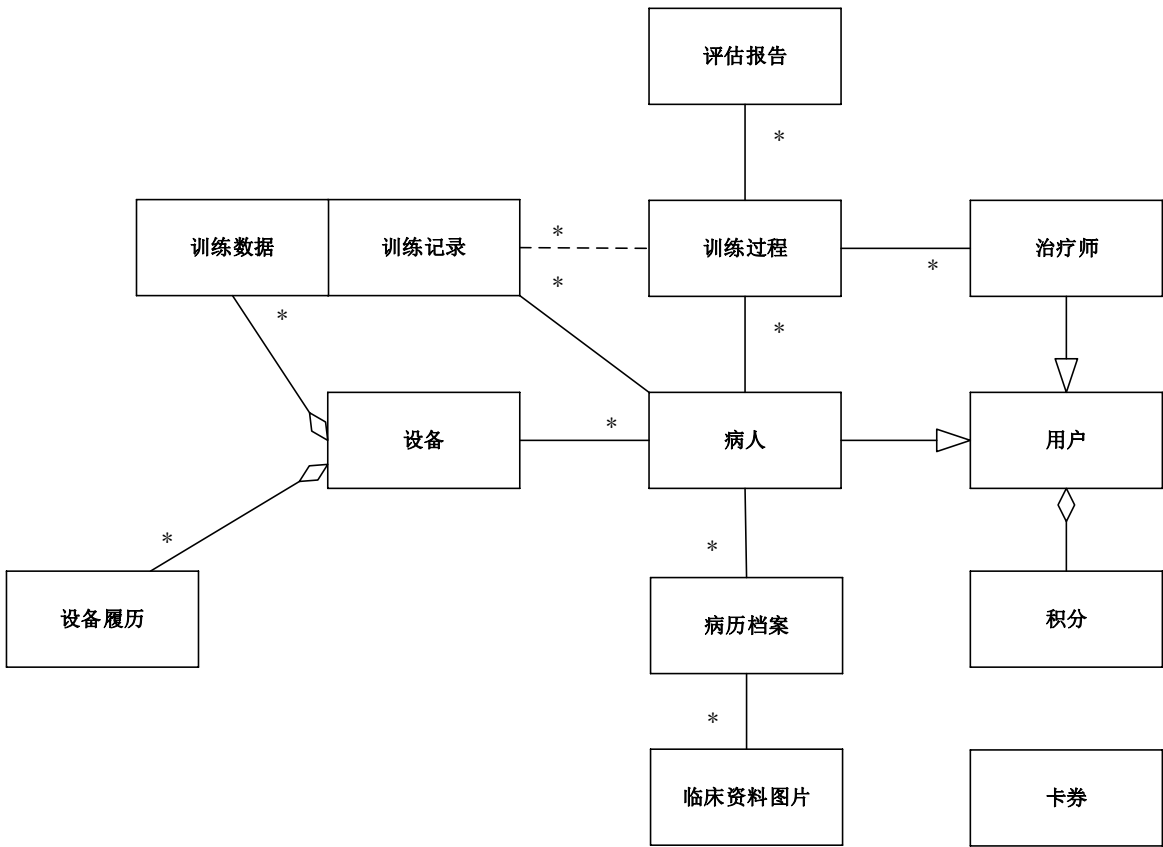 评估报告
*
训练数据
训练记录
*
训练过程
*
治疗师
*
*
*
设备
*
病人
用户
*
*
设备履历
病历档案
积分
*
临床资料图片
卡券